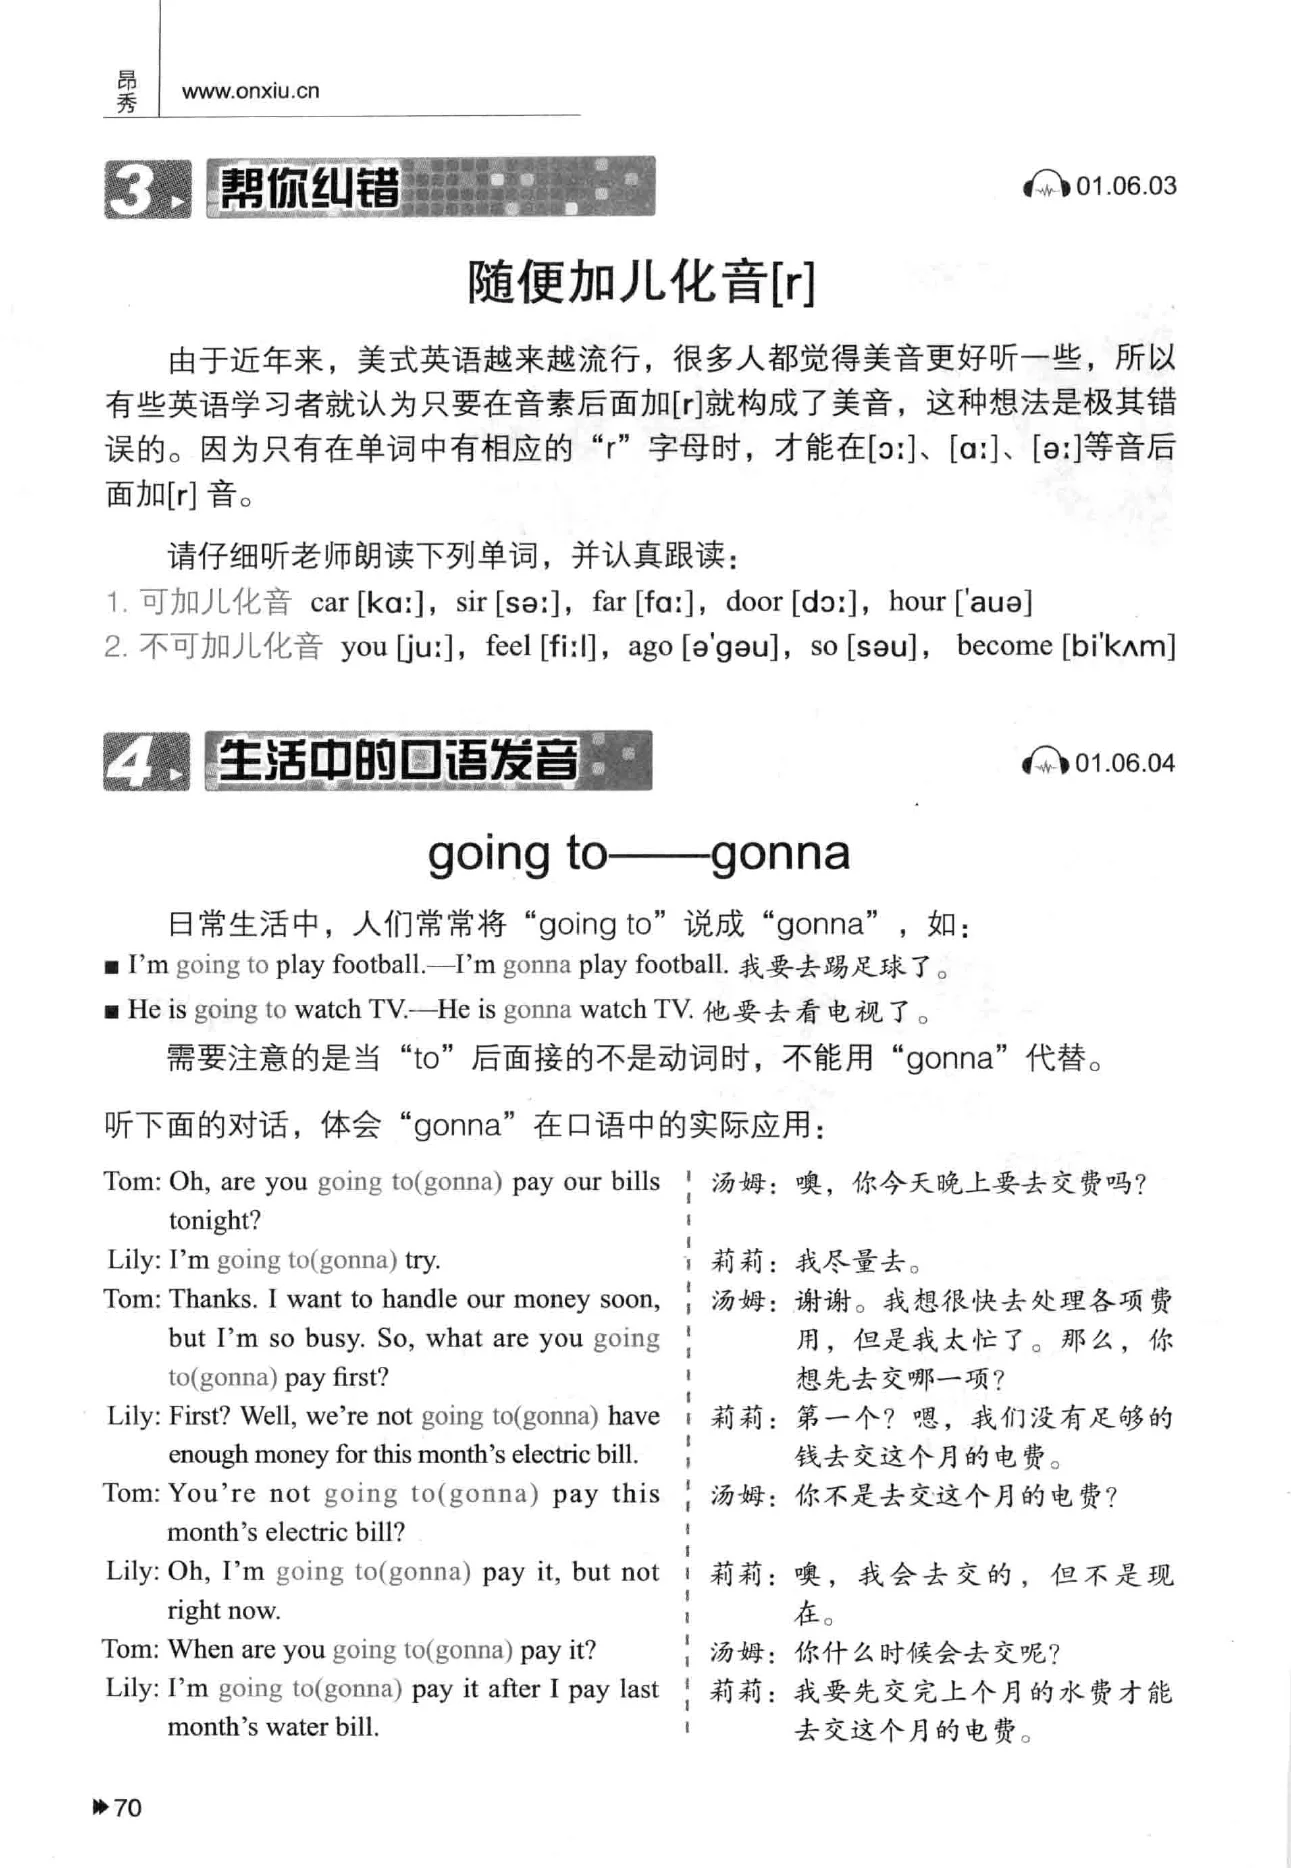 昂秀
www.onxiu.cn
3 帮你纠错
01.06.03
随便加儿化音[r]
由于近年来，美式英语越来越流行，很多人都觉得美音更好听一些，所以
有些英语学习者就认为只要在音素后面加[r]就构成了美音，这种想法是极其错
误的。因为只有在单词中有相应的“r”字母时，才能在[ɔː]、[ɑː]、[əː]等音后
面加[r] 音。
请仔细听老师朗读下列单词，并认真跟读：
1. 可加儿化音 car [kɑː]，sir [səː]，far [fɑː]，door [dɔː]，hour ['auə]
2. 不可加儿化音 you [juː]，feel [fiːl]，ago [ə'gəu]，so [səu]， become [bi'kʌm]
4 生活中的口语发音
01.06.04
going to——gonna
日常生活中，人们常常将“going to”说成“gonna”，如：
■ I'm going to play football.—I'm gonna play football. 我要去踢足球了。
■ He is going to watch TV.—He is gonna watch TV. 他要去看电视了。
需要注意的是当“to”后面接的不是动词时，不能用“gonna”代替。
听下面的对话，体会“gonna”在口语中的实际应用：
Tom: Oh, are you going to(gonna) pay our bills
tonight?
Lily: I'm going to(gonna) try.
Tom: Thanks. I want to handle our money soon,
but I'm so busy. So, what are you going
to(gonna) pay first?
Lily: First? Well, we're not going to(gonna) have
enough money for this month's electric bill.
Tom: You're not going to(gonna) pay this
month's electric bill?
Lily: Oh, I'm going to(gonna) pay it, but not
right now.
Tom: When are you going to(gonna) pay it?
Lily: I'm going to(gonna) pay it after I pay last
month's water bill.
汤姆：噢，你今天晚上要去交费吗？
莉莉：我尽量去。
汤姆：谢谢。我想很快去处理各项费
用，但是我太忙了。那么，你
想先去交哪一项？
莉莉：第一个？嗯，我们没有足够的
钱去交这个月的电费。
汤姆：你不是去交这个月的电费？
莉莉：噢，我会去交的，但不是现
在。
汤姆：你什么时候会去交呢？
莉莉：我要先交完上个月的水费才能
去交这个月的电费。
70